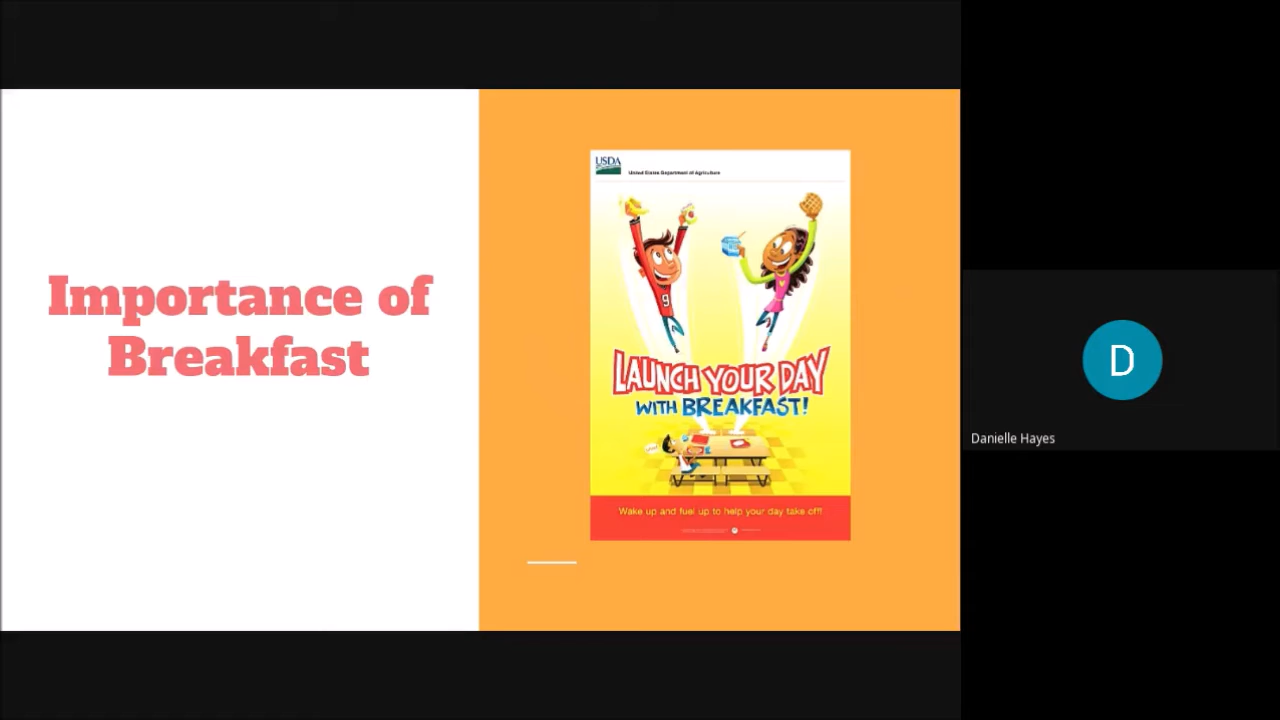 Importance of
Breakfast
USDA
United States Department of Agriculture
9
LAUNCH YOUR DAY
WITH BREAKFAST!
Wake up and fuel up to help your day take off!
D
Danielle Hayes